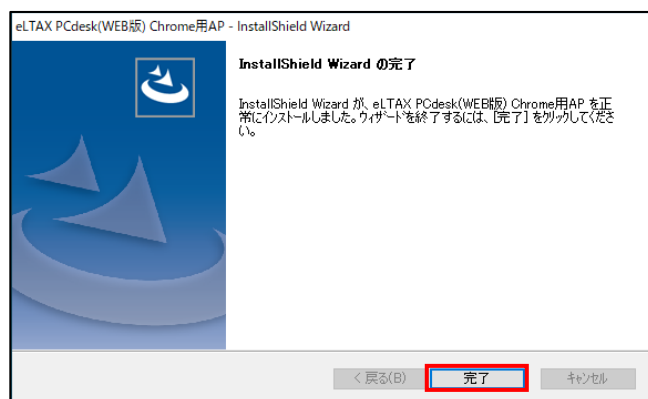 eLTAX PCdesk(WEB版) Chrome用AP - InstallShield Wizard
InstallShield Wizard の完了
InstallShield Wizard が、eLTAX PCdesk(WEB版) Chrome用AP を正
常にインストールしました。ウィザードを終了するには、[完了] をクリックしてくださ
い。
< 戻る(B)
完了
キャンセル